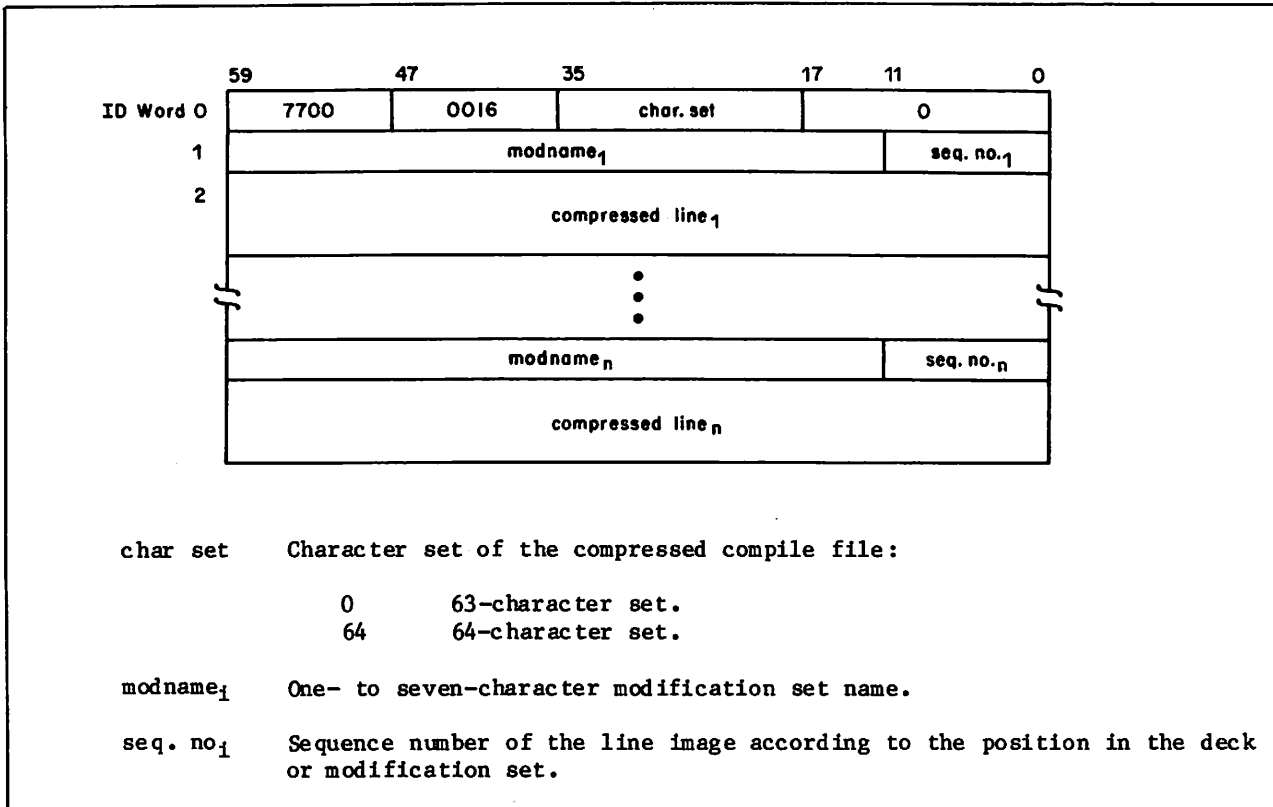 59 47 35 17 11 0
ID Word 0 7700 0016 char. set 0
1 modname1 seq. no.1
2
compressed line1
modnamen seq. no.n
compressed linen
char set Character set of the compressed compile file:
0 63-character set.
64 64-character set.
modnamei One- to seven-character modification set name.
seq. noi Sequence number of the line image according to the position in the deck
or modification set.